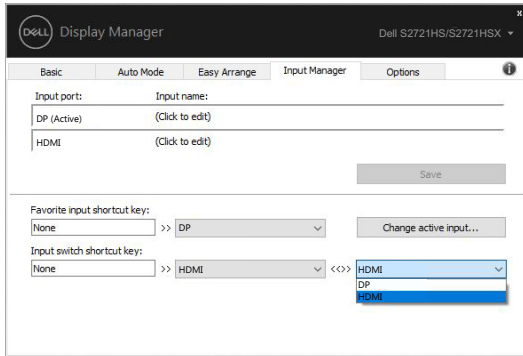 DELL Display Manager
Dell S2721HS/S2721HSX
x
Basic Auto Mode Easy Arrange Input Manager Options i
Input port: Input name:
DP (Active) (Click to edit)
HDMI (Click to edit)
Save
Favorite input shortcut key:
None >> DP Change active input...
Input switch shortcut key:
None >> HDMI <<>> HDMI
DP
HDMI